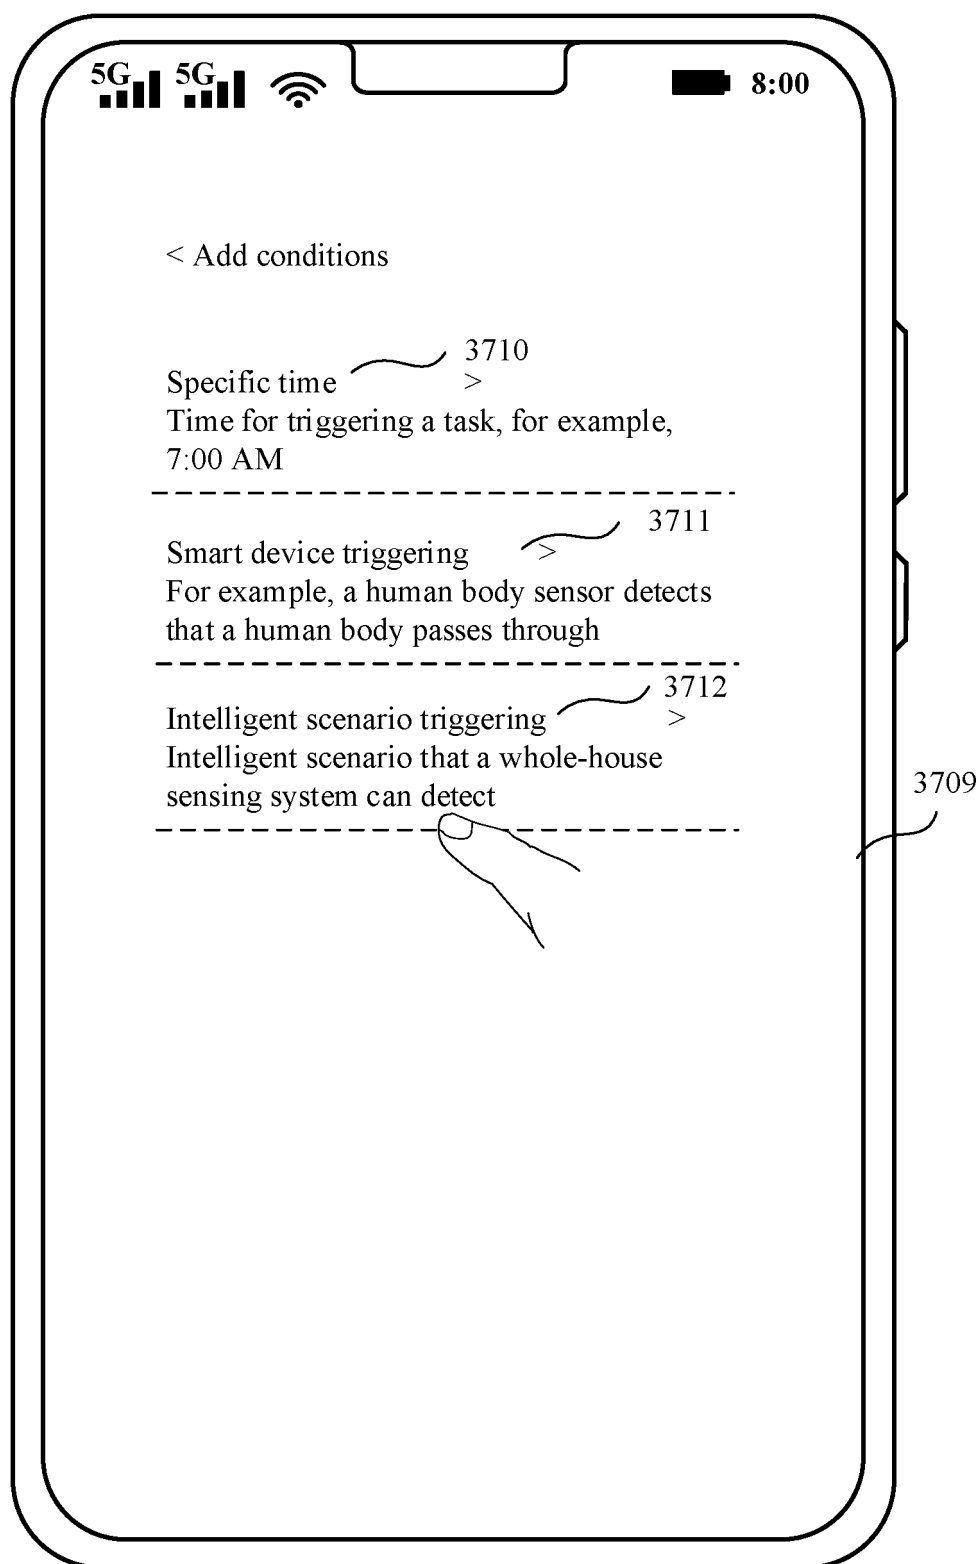 5G 5G 8:00
< Add conditions
3710
Specific time >
Time for triggering a task, for example,
7:00 AM
3711
Smart device triggering >
For example, a human body sensor detects
that a human body passes through
3712
Intelligent scenario triggering >
Intelligent scenario that a whole-house
sensing system can detect
3709